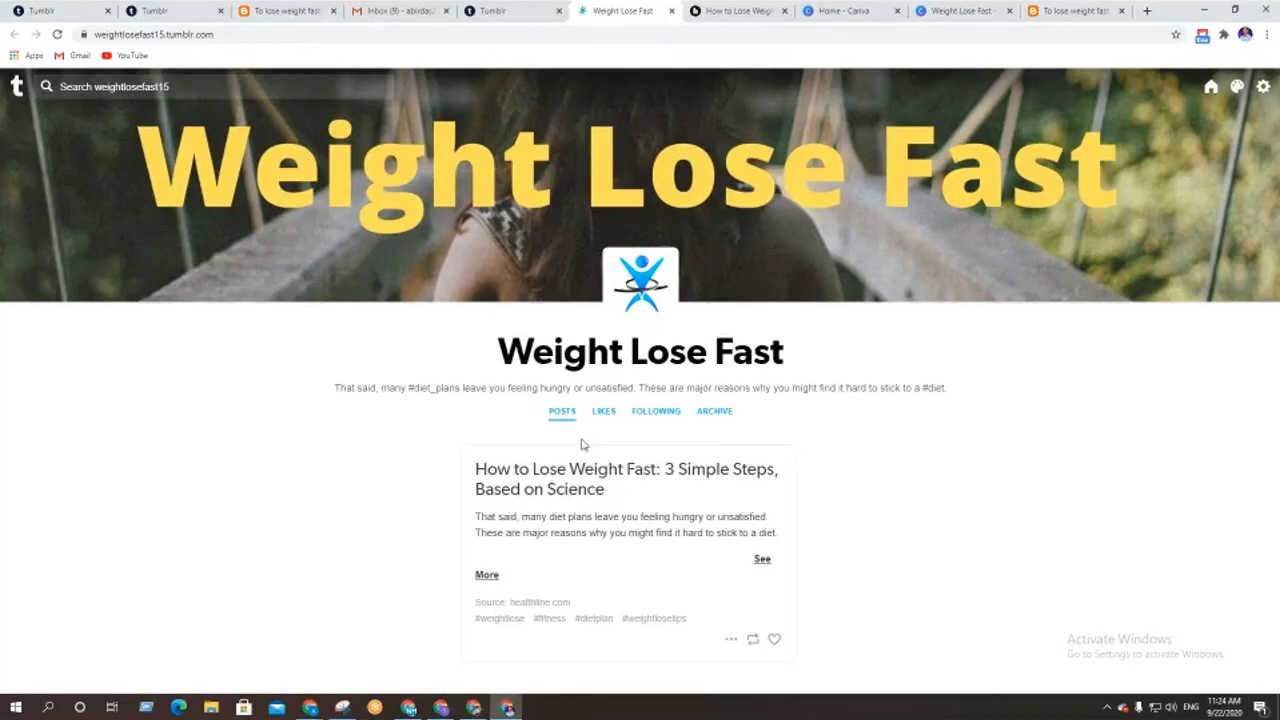 Tumblr
Tumblr
To lose weight fast
Inbox (9) - abirdas
Tumblr
Weight Lose Fast
How to Lose Weigh
Home - Canva
Weight Lose Fast -
To lose weight fast
weightlosefast15.tumblr.com
Apps
Gmail
YouTube
t
Search weightlosefast15
Weight Lose Fast
Weight Lose Fast
That said, many #diet_plans leave you feeling hungry or unsatisfied. These are major reasons why you might find it hard to stick to a #diet.
POSTS LIKES FOLLOWING ARCHIVE
How to Lose Weight Fast: 3 Simple Steps,
Based on Science
That said, many diet plans leave you feeling hungry or unsatisfied.
These are major reasons why you might find it hard to stick to a diet.
See
More
Source: healthline.com
#weightlose #fitness #dietplan #weightlosetips
Activate Windows
Go to Settings to activate Windows.
ENG
11:24 AM
9/22/2020